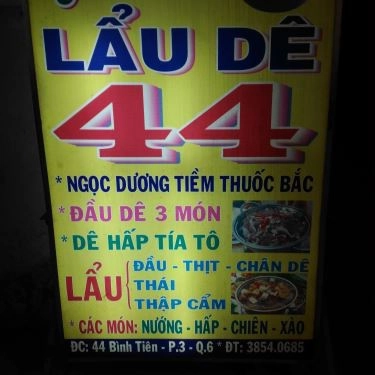 LẨU DÊ
44
* NGỌC DƯƠNG TIỀM THUỐC BẮC
* ĐẦU DÊ 3 MÓN
* DÊ HẤP TÍA TÔ
LẨU
ĐẦU - THỊT - CHÂN DÊ
THÁI
THẬP CẨM
* CÁC MÓN: NƯỚNG - HẤP - CHIÊN - XÀO
ĐC: 44 Bình Tiên - P.3 - Q.6 * ĐT: 3854.0685